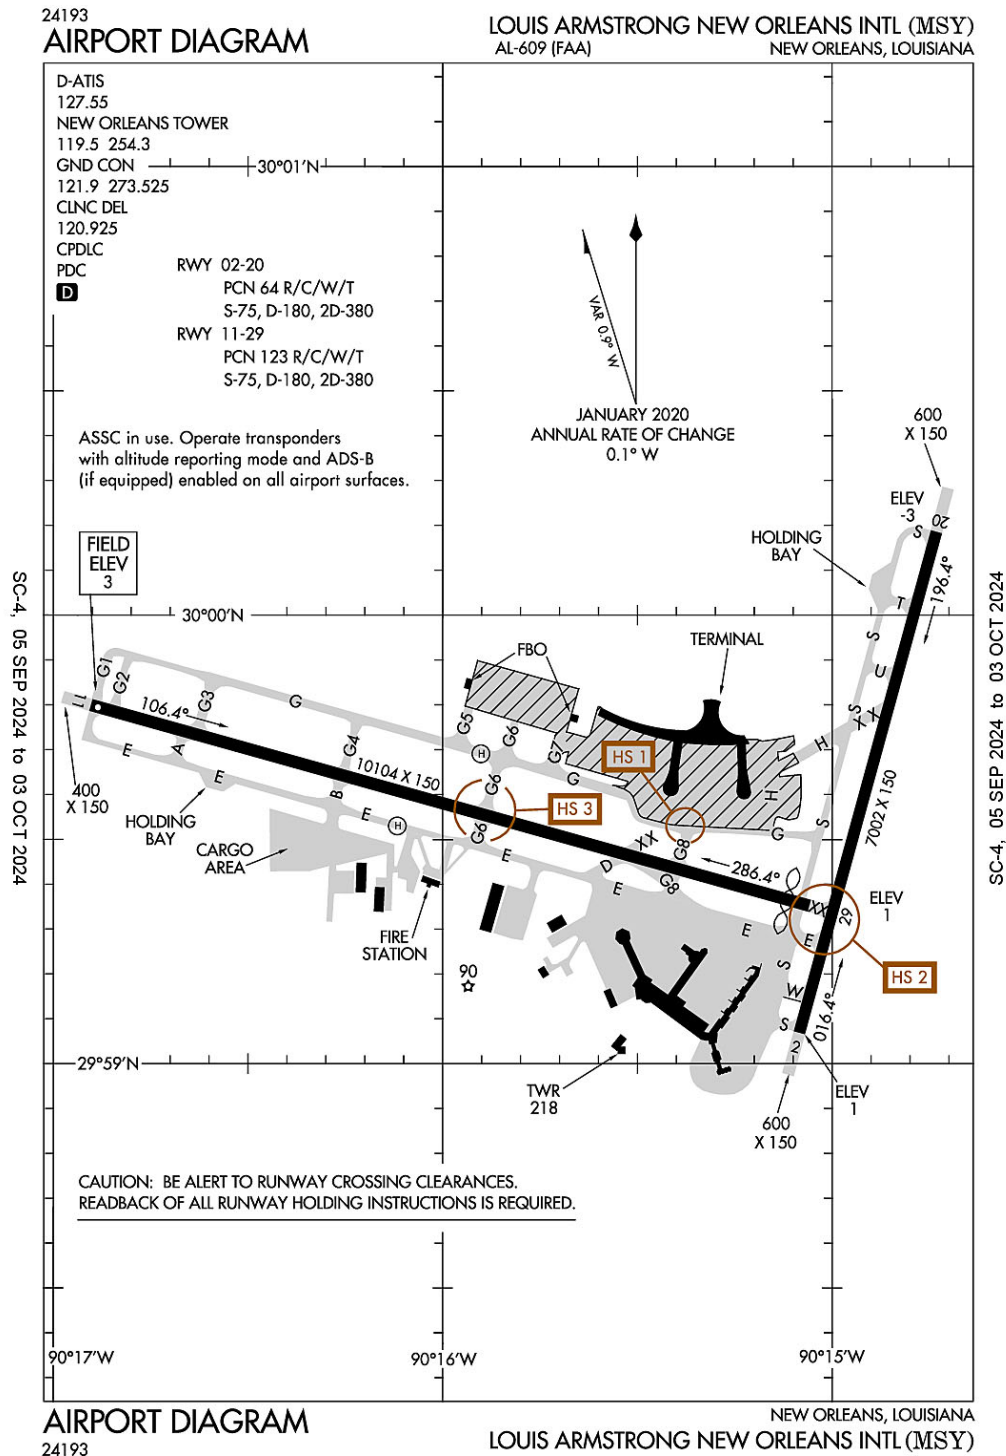 24193
AIRPORT DIAGRAM
LOUIS ARMSTRONG NEW ORLEANS INTL (MSY)
AL-609 (FAA)
NEW ORLEANS, LOUISIANA
D-ATIS
127.55
NEW ORLEANS TOWER
119.5 254.3
GND CON
121.9 273.525
CLNC DEL
120.925
CPDLC
PDC
D
30°01'N
RWY 02-20
PCN 64 R/C/W/T
S-75, D-180, 2D-380
RWY 11-29
PCN 123 R/C/W/T
S-75, D-180, 2D-380
VAR 0.9° W
JANUARY 2020
ANNUAL RATE OF CHANGE
0.1° W
ASSC in use. Operate transponders
with altitude reporting mode and ADS-B
(if equipped) enabled on all airport surfaces.
600
X 150
ELEV
-3
20
S
HOLDING
BAY
196.4°
T
S
U
S
XX
H
FIELD
ELEV
3
30°00'N
FBO
TERMINAL
G1
G2
G3
G
11
106.4°
G4
G5
G6
G7
G
H
HS 1
H
E
A
E
B
E
H
10104 X 150
G6
G6
HS 3
400
X 150
HOLDING
BAY
CARGO
AREA
FIRE
STATION
E
D
XX
G8
G8
E
G
S
7002 X 150
286.4°
XX
29
ELEV
1
E
E
HS 2
S
W
S
016.4°
2
90
TWR
218
29°59'N
ELEV
1
600
X 150
CAUTION: BE ALERT TO RUNWAY CROSSING CLEARANCES.
READBACK OF ALL RUNWAY HOLDING INSTRUCTIONS IS REQUIRED.
90°17'W
90°16'W
90°15'W
SC-4, 05 SEP 2024 to 03 OCT 2024
SC-4, 05 SEP 2024 to 03 OCT 2024
AIRPORT DIAGRAM
24193
NEW ORLEANS, LOUISIANA
LOUIS ARMSTRONG NEW ORLEANS INTL (MSY)